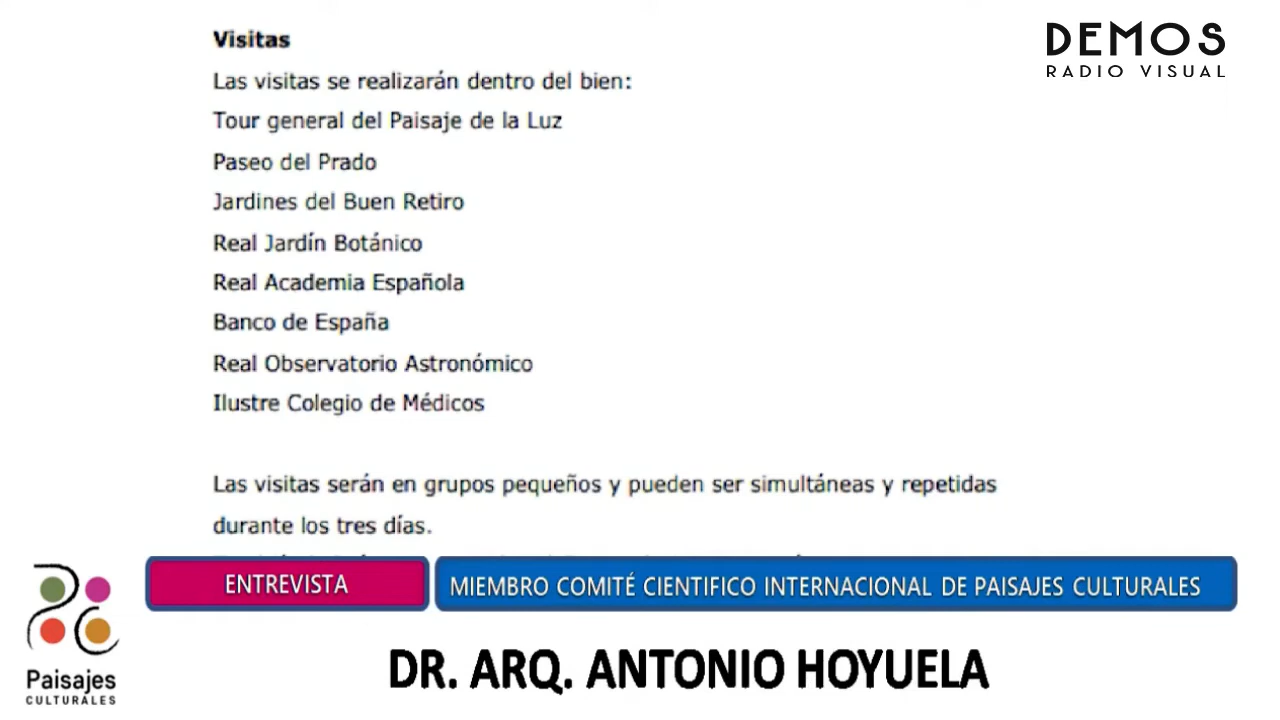 Visitas
DEMOS
RADIO VISUAL
Las visitas se realizarán dentro del bien:
Tour general del Paisaje de la Luz
Paseo del Prado
Jardines del Buen Retiro
Real Jardín Botánico
Real Academia Española
Banco de España
Real Observatorio Astronómico
Ilustre Colegio de Médicos
Las visitas serán en grupos pequeños y pueden ser simultáneas y repetidas
durante los tres días.
ENTREVISTA
MIEMBRO COMITÉ CIENTIFICO INTERNACIONAL DE PAISAJES CULTURALES
DR. ARQ. ANTONIO HOYUELA
Paisajes
CULTURALES